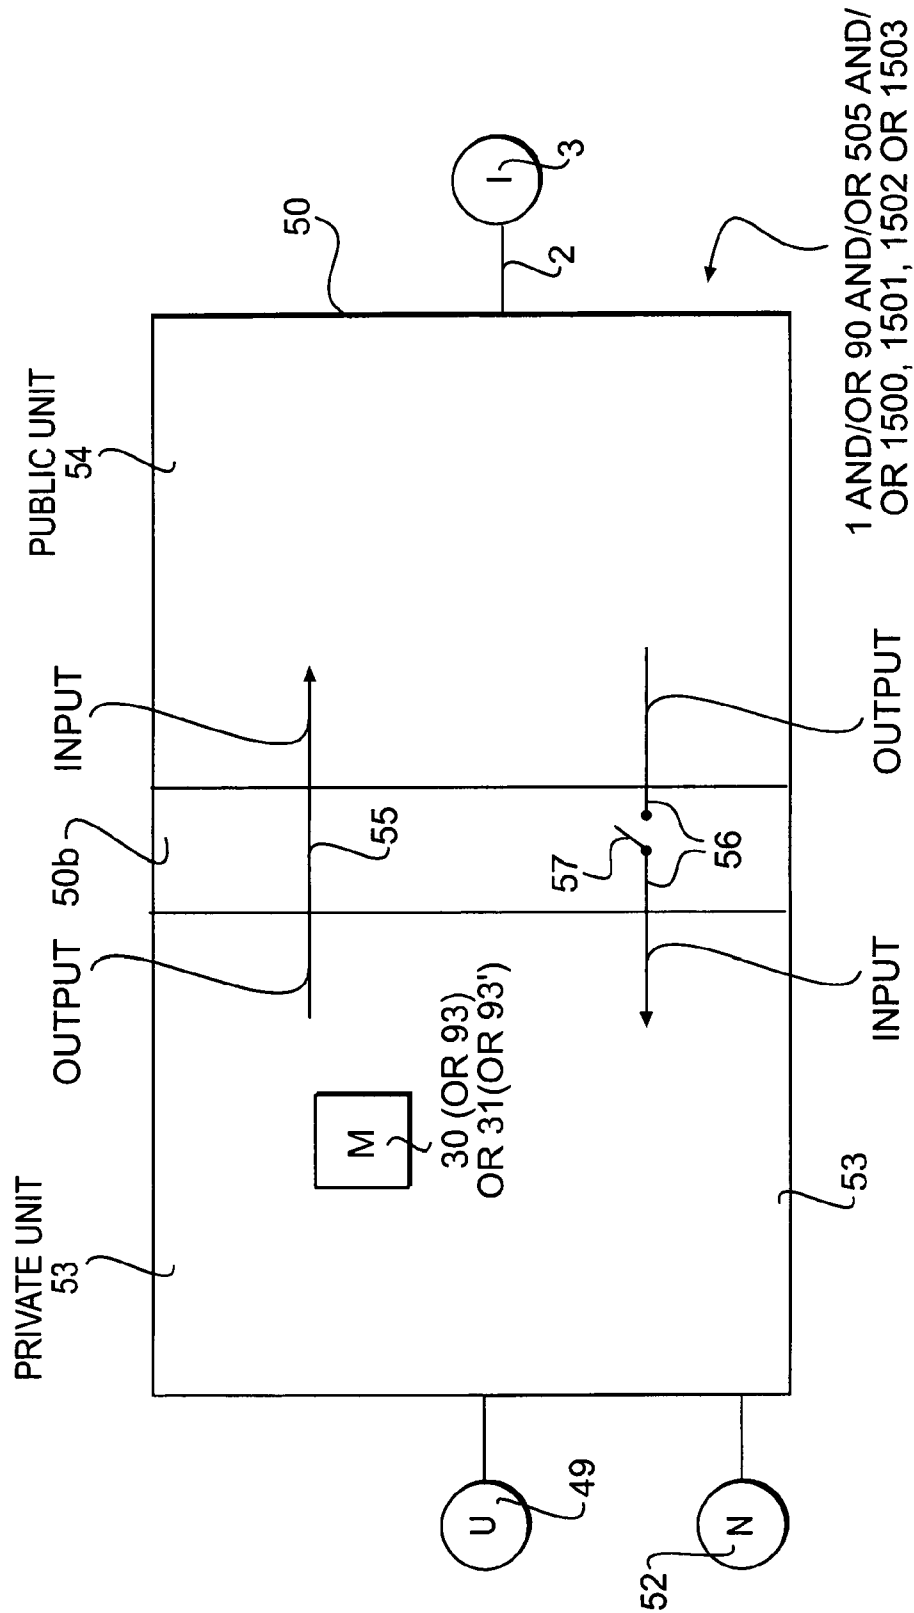 PRIVATE UNIT
53
OUTPUT
50b
INPUT
PUBLIC UNIT
54
50
M
30 (OR 93)
OR 31(OR 93')
55
57
56
U
49
I
3
2
52
N
53
INPUT
OUTPUT
1 AND/OR 90 AND/OR 505 AND/
OR 1500, 1501, 1502 OR 1503